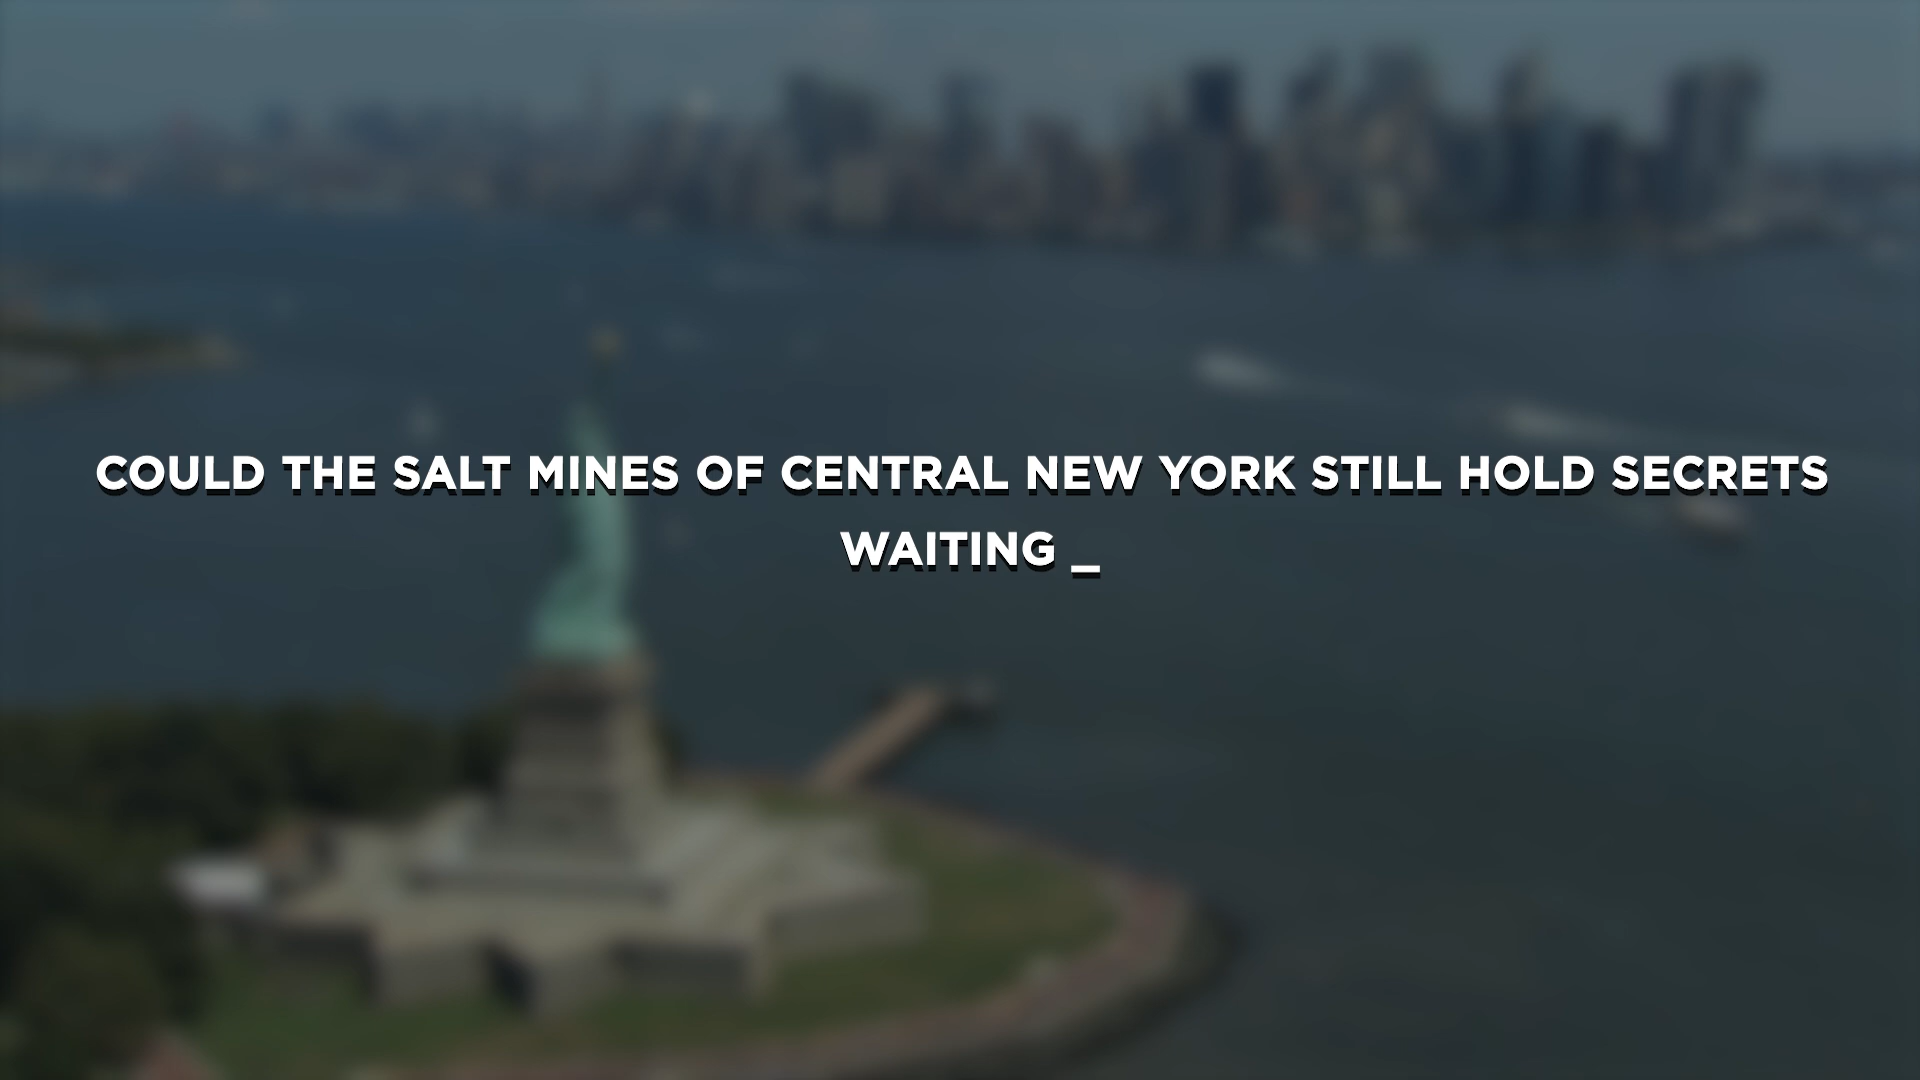 COULD THE SALT MINES OF CENTRAL NEW YORK STILL HOLD SECRETS
WAITING _